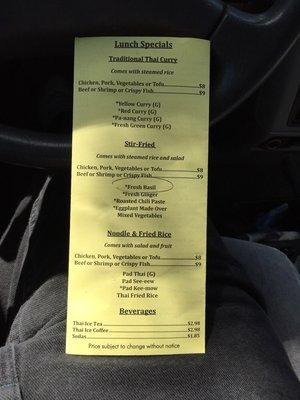 Lunch Specials
Traditional Thai Curry
Comes with steamed rice
Chicken, Pork, Vegetables or Tofu...$8
Beef or Shrimp or Crispy Fish...$9
*Yellow Curry (G)
*Red Curry (G)
*Pa-nang Curry (G)
*Fresh Green Curry (G)
Stir-Fried
Comes with steamed rice and salad
Chicken, Pork, Vegetables or Tofu...$8
Beef or Shrimp or Crispy Fish...$9
*Fresh Basil
*Fresh Ginger
*Roasted Chili Paste
*Eggplant Made Over
Mixed Vegetables
Noodle & Fried Rice
Comes with salad and fruit
Chicken, Pork, Vegetables or Tofu...$8
Beef or Shrimp or Crispy Fish...$9
Pad Thai (G)
Pad See-eew
*Pad Kee-mow
Thai Fried Rice
Beverages
Thai Ice Tea...$2.98
Thai Ice Coffee...$2.98
Sodas...$1.85
Price subject to change without notice